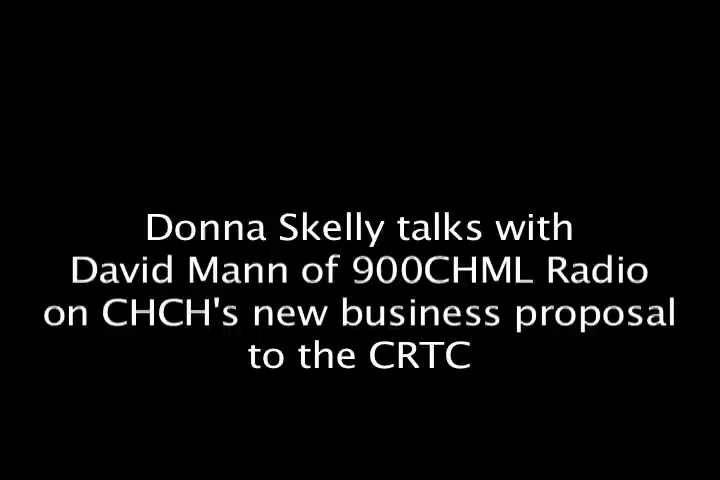 Donna Skelly talks with
David Mann of 900CHML Radio
on CHCH's new business proposal
to the CRTC